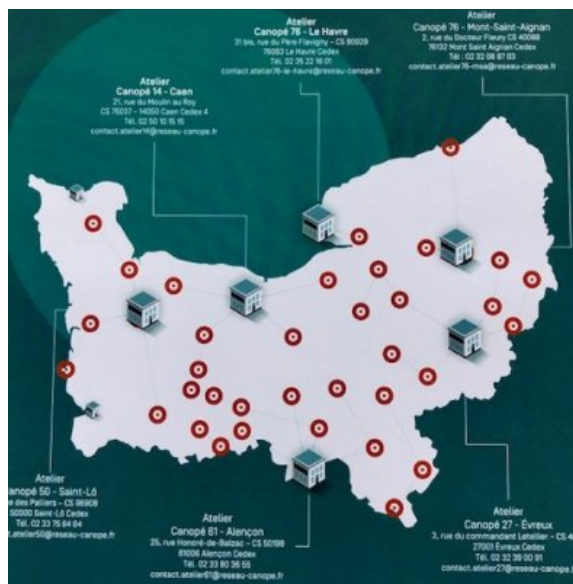 Atelier
Canopé 76 - Le Havre
31 bis, rue du Père Flavigny - CS 80039
76083 Le Havre Cedex
Tél. 02 35 22 16 01
contact.atelier76-le-havre@reseau-canope.fr
Atelier
Canopé 76 - Mont-Saint-Aignan
2, rue du Docteur Fleury CS 40098
76132 Mont Saint Aignan Cedex
Tél : 02 32 08 87 03
contact.atelier76-msa@reseau-canope.fr
Atelier
Canopé 14 - Caen
21, rue du Moulin au Roy
CS 75037 - 14050 Caen Cedex 4
Tél. 02 50 10 15 15
contact.atelier14@reseau-canope.fr
Atelier
Canopé 50 - Saint-Lô
des Palliers - CS
50000 Saint-Lô Cedex
Tél. 02 33 75 64 64
atelier50@reseau-canope.fr
Atelier
Canopé 61 - Alençon
25, rue Honoré-de-Balzac - CS 50198
61006 Alençon Cedex
Tél. 02 33 80 36 55
contact.atelier61@reseau-canope.fr
Atelier
Canopé 27 - Évreux
3, rue du commandant Letellier - CS
27001 Évreux Cedex
Tél. 02 32 39 00 91
contact.atelier27@reseau-canope.fr